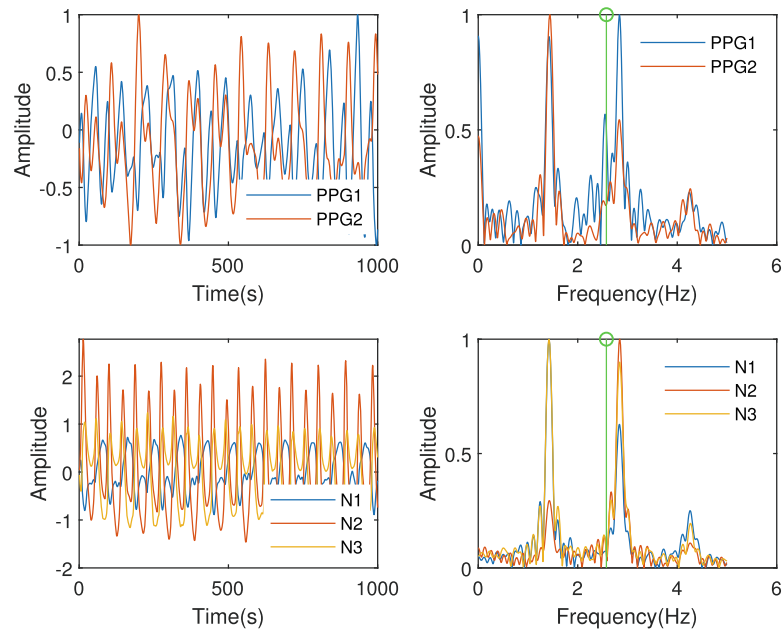 1
0.5
0
-0.5
-1
Amplitude
PPG1
PPG2
0
500
1000
Time(s)
1
0.5
0
Amplitude
PPG1
PPG2
0
2
4
6
Frequency(Hz)
2
1
0
-1
-2
Amplitude
N1
N2
N3
0
500
1000
Time(s)
1
0.5
0
Amplitude
N1
N2
N3
0
2
4
6
Frequency(Hz)